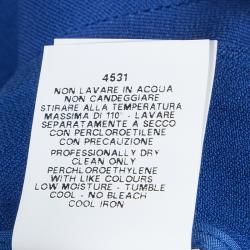 4531
NON LAVARE IN ACQUA
NON CANDEGGIARE
STIRARE ALLA TEMPERATURA
MASSIMA DI 110° - LAVARE
SEPARATAMENTE A SECCO
CON PERCLOROETILENE
CON PRECAUZIONE
PROFESSIONALLY DRY
CLEAN ONLY
PERCHLOROETHYLENE
WITH LIKE COLOURS
LOW MOISTURE - TUMBLE
COOL - NO BLEACH
COOL IRON